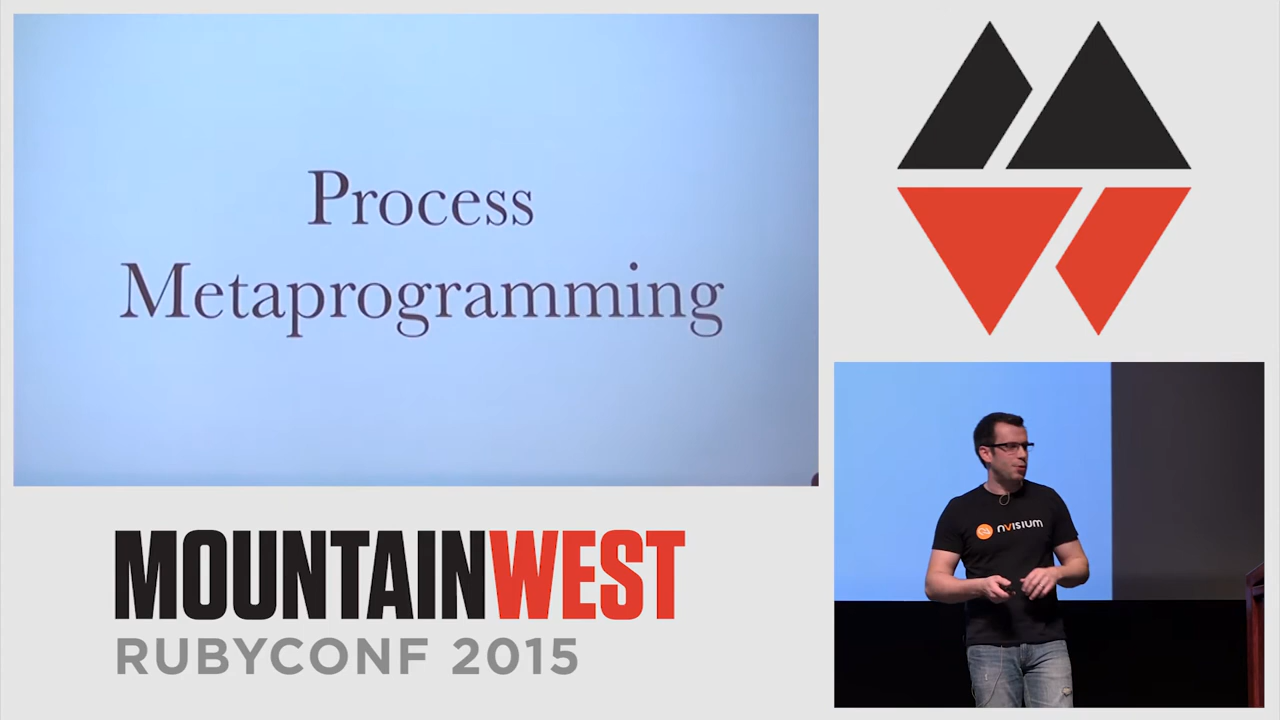 Process
Metaprogramming
MOUNTAINWEST
RUBYCONF 2015
nVISIUM